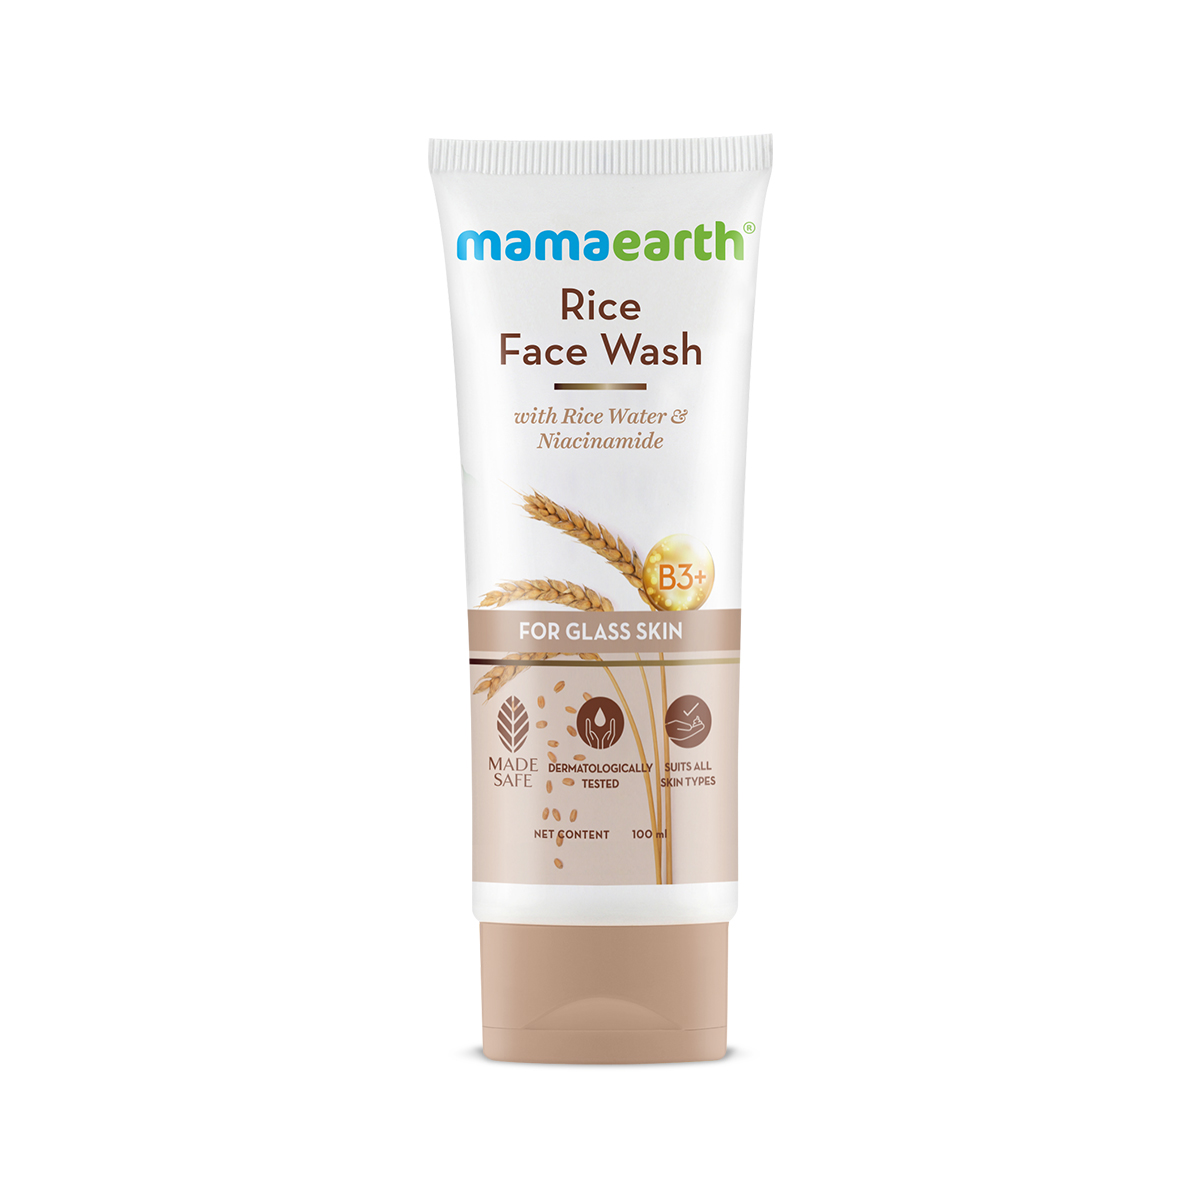 mamaearth®
Rice
Face Wash
with Rice Water &
Niacinamide
B3+
FOR GLASS SKIN
MADE
SAFE
DERMATOLOGICALLY
TESTED
SUITS ALL
SKIN TYPES
NET CONTENT 100 ml